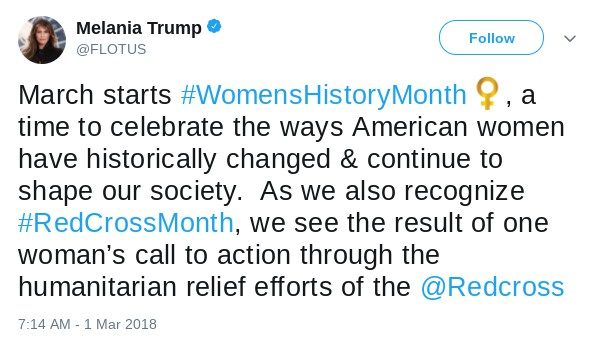 Melania Trump
@FLOTUS
Follow
March starts #WomensHistoryMonth♀, a
time to celebrate the ways American women
have historically changed & continue to
shape our society.  As we also recognize
#RedCrossMonth, we see the result of one
woman’s call to action through the
humanitarian relief efforts of the @Redcross
7:14 AM - 1 Mar 2018